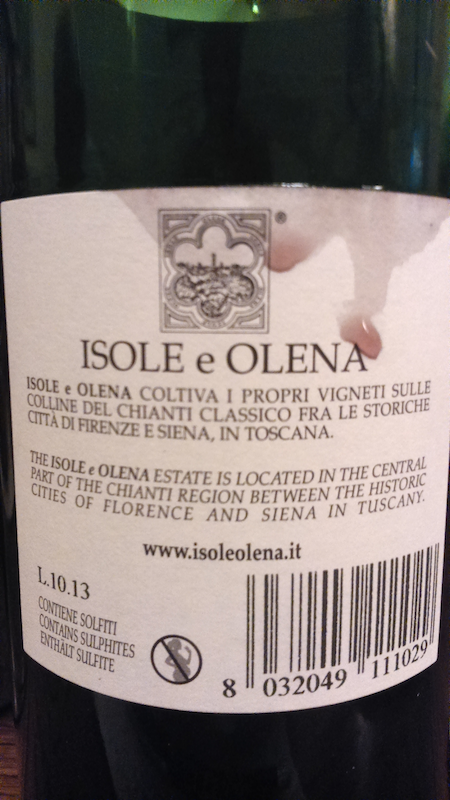 ®
ISOLE e OLENA
ISOLE e OLENA COLTIVA I PROPRI VIGNETI SULLE
COLLINE DEL CHIANTI CLASSICO FRA LE STORICHE
CITTÀ DI FIRENZE E SIENA, IN TOSCANA.
THE ISOLE e OLENA ESTATE IS LOCATED IN THE CENTRAL
PART OF THE CHIANTI REGION BETWEEN THE HISTORIC
CITIES OF FLORENCE AND SIENA IN TUSCANY.
www.isoleolena.it
L.10.13
CONTIENE SOLFITI
CONTAINS SULPHITES
ENTHÄLT SULFITE
8 032049 111029